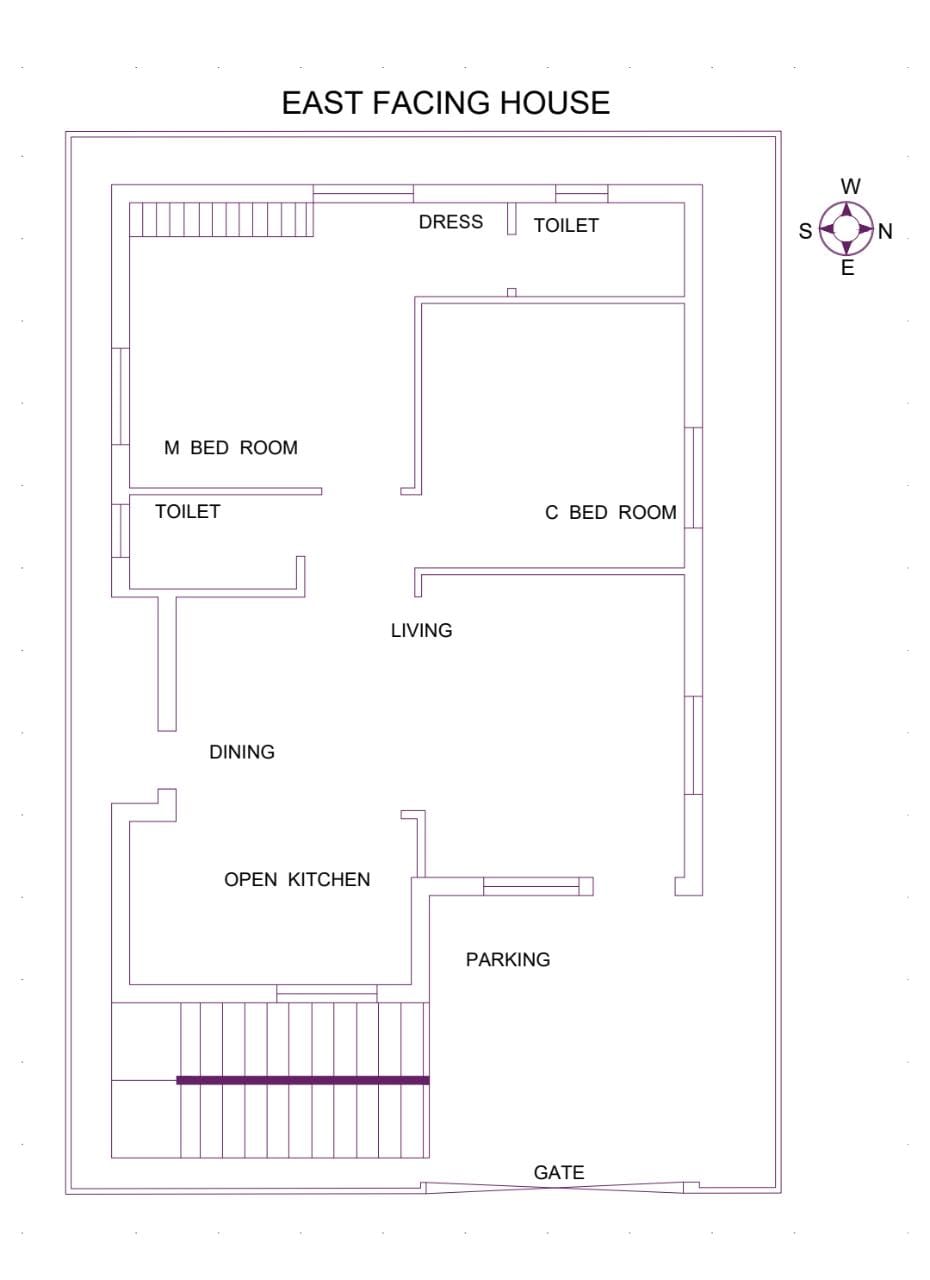 EAST FACING HOUSE
W
S N
E
DRESS TOILET
M BED ROOM
TOILET
C BED ROOM
LIVING
DINING
OPEN KITCHEN
PARKING
GATE